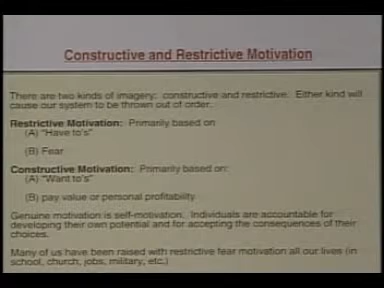 Constructive and Restrictive Motivation
There are two kinds of imagery: constructive and restrictive. Either kind will
cause our system to be thrown out of order.
Restrictive Motivation: Primarily based on
(A) "Have to's"
(B) Fear
Constructive Motivation: Primarily based on:
(A) "Want to's"
(B) pay value or personal profitability
Genuine motivation is self-motivation. Individuals are accountable for
developing their own potential and for accepting the consequences of their
choices.
Many of us have been raised with restrictive fear motivation all our lives (in
school, church, jobs, military, etc.)